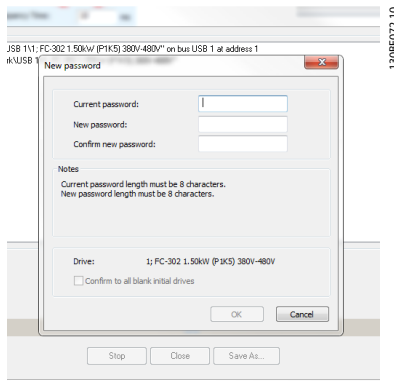 JSB 1\1; FC-302 1.50kW (P1K5) 380V-480V" on bus USB 1 at address 1
rk\USB 1
New password
Current password:
New password:
Confirm new password:
Notes
Current password length must be 8 characters.
New password length must be 8 characters.
Drive: 1; FC-302 1.50kW (P1K5) 380V-480V
Confirm to all blank initial drives
OK Cancel
Stop Close Save As...